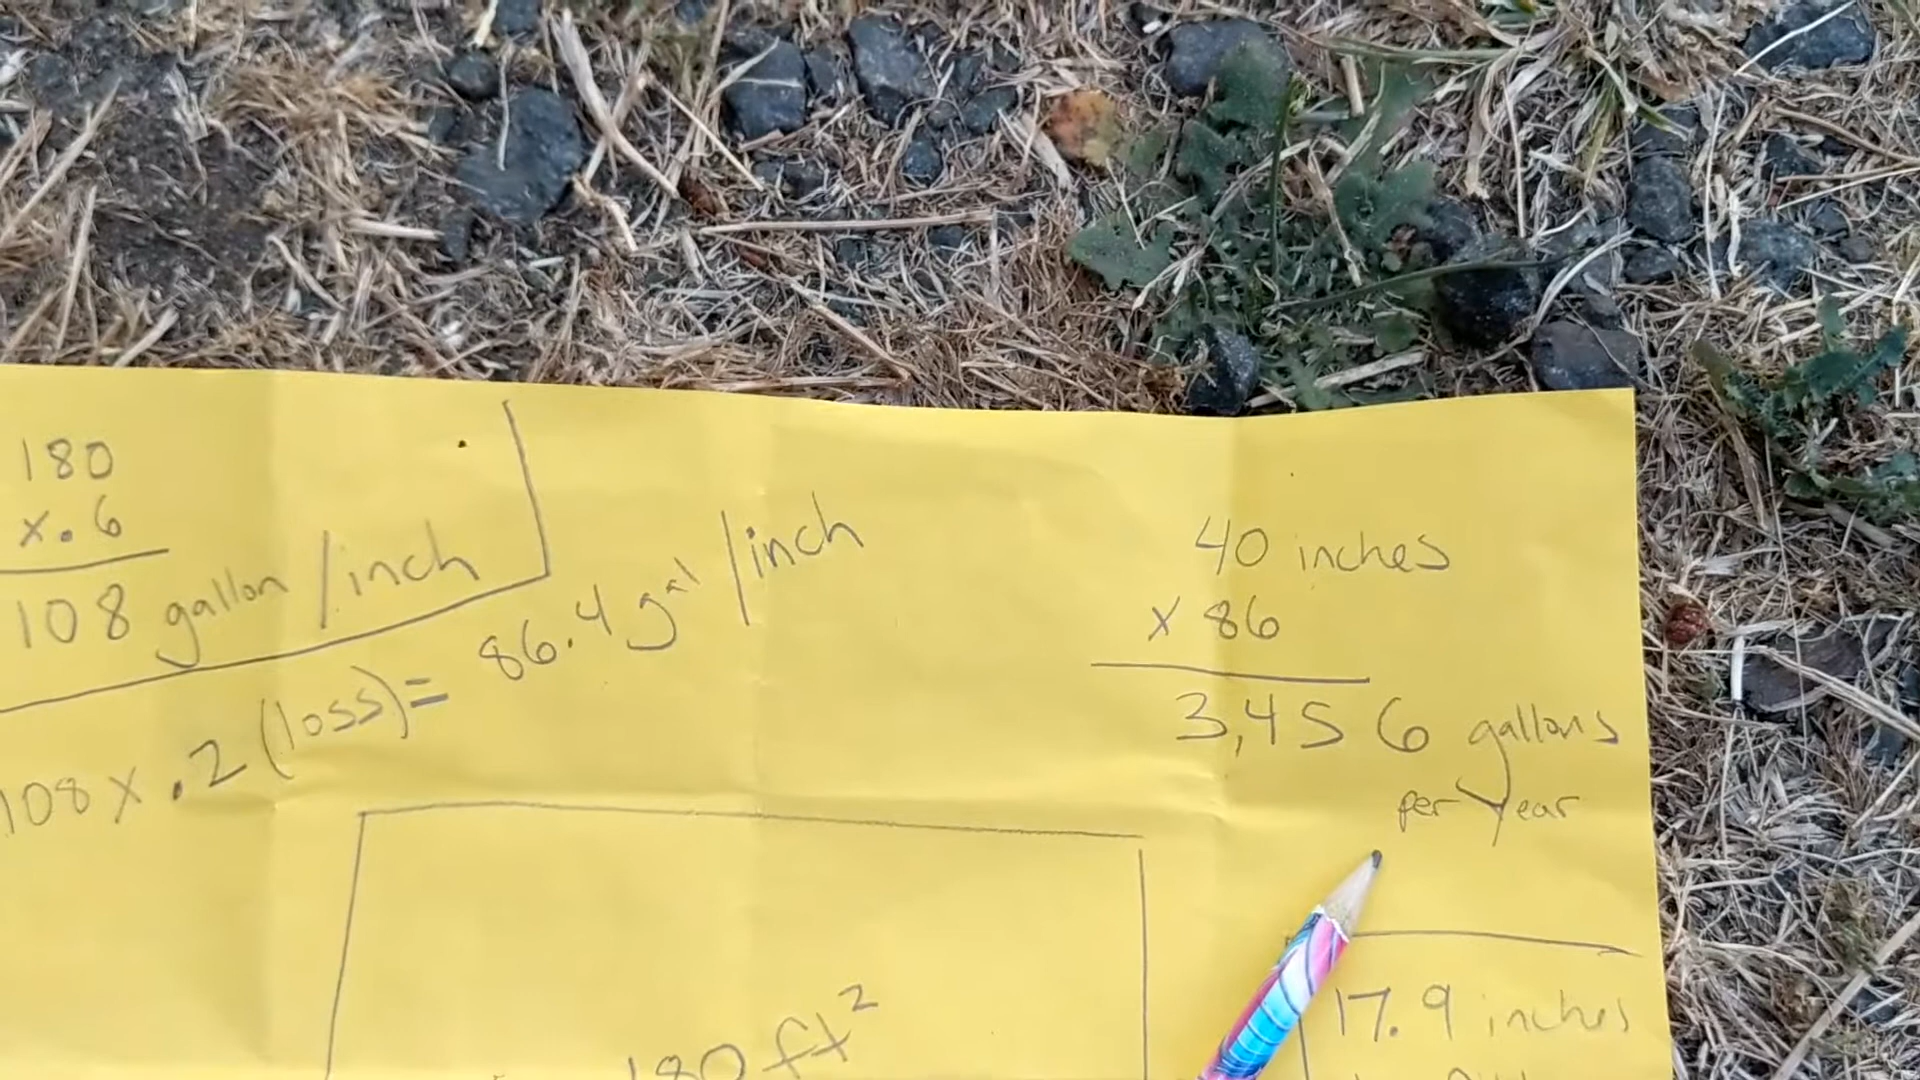 180
x.6
108 gallon/inch
108 x .2 (loss) = 86.4 gal/inch
40 inches
x 86
3,456 gallons
per year
180 ft²
17.9 inches